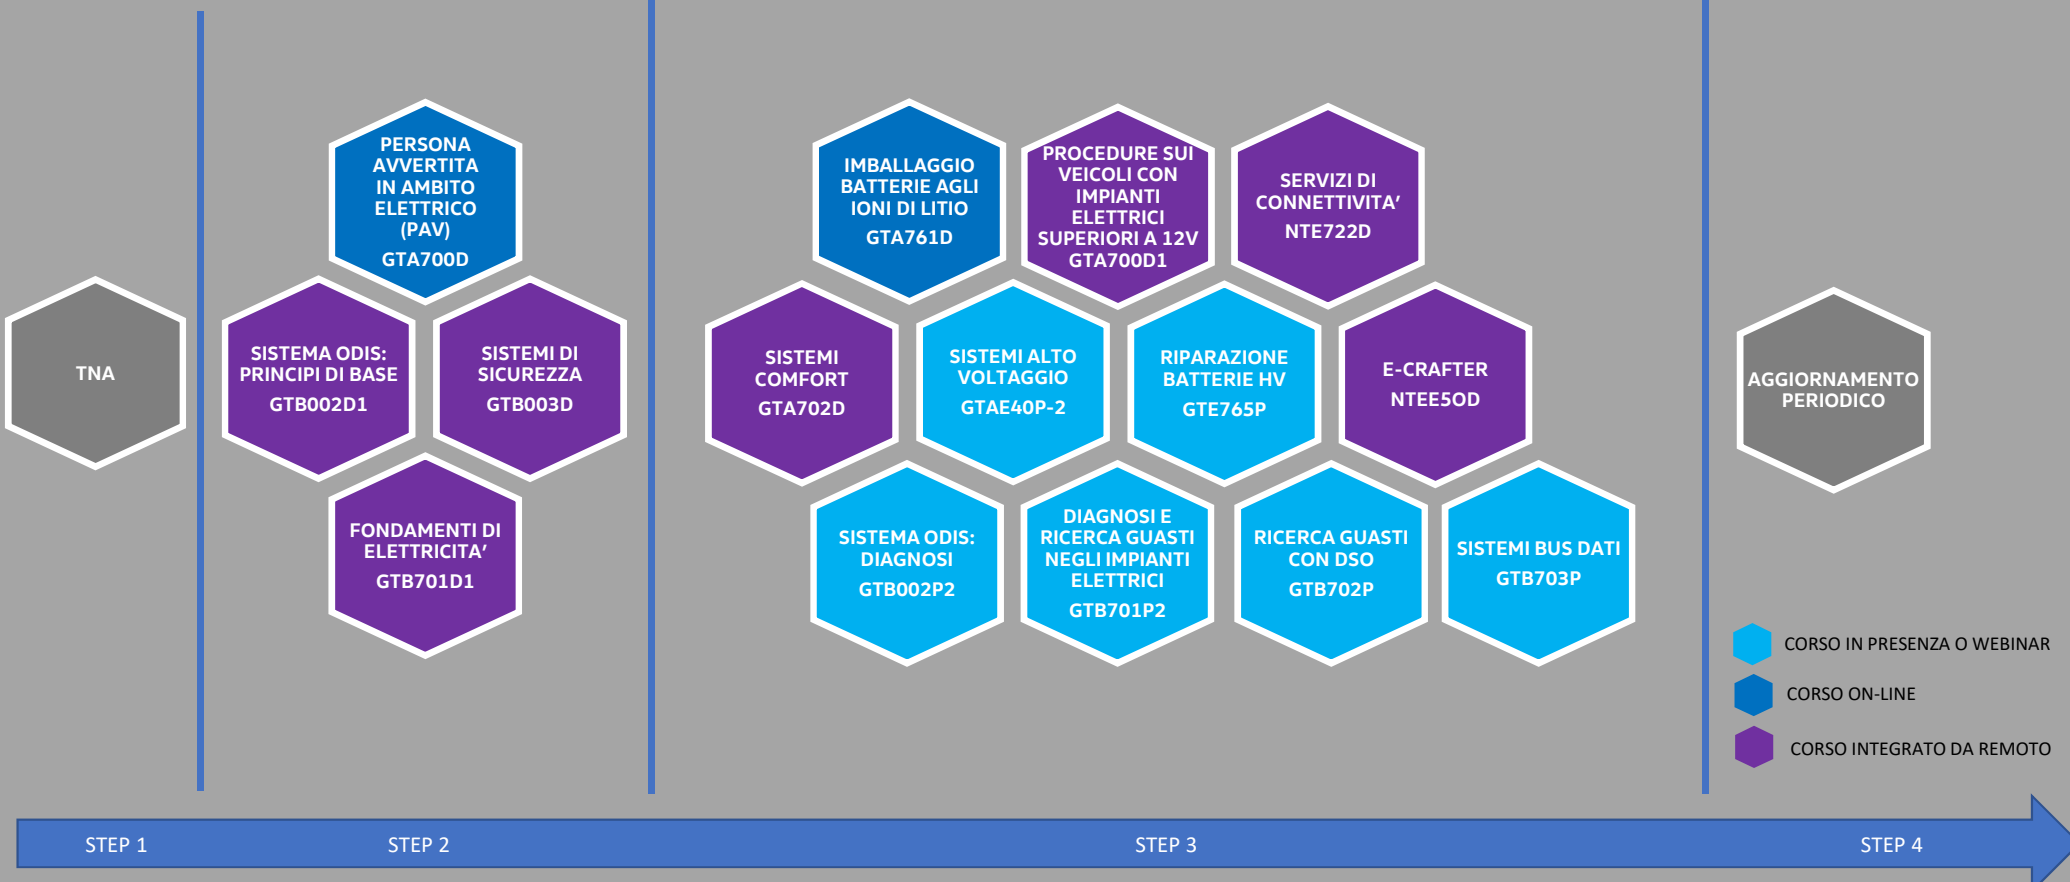 TNA
PERSONA
AVVERTITA
IN AMBITO
ELETTRICO
(PAV)
GTA700D
SISTEMA ODIS:
PRINCIPI DI BASE
GTB002D1
SISTEMI DI
SICUREZZA
GTB003D
FONDAMENTI DI
ELETTRICITA’
GTB701D1
IMBALLAGGIO
BATTERIE AGLI
IONI DI LITIO
GTA761D
PROCEDURE SUI
VEICOLI CON
IMPIANTI
ELETTRICI
SUPERIORI A 12V
GTA700D1
SERVIZI DI
CONNETTIVITA’
NTE722D
SISTEMI
COMFORT
GTA702D
SISTEMI ALTO
VOLTAGGIO
GTAE40P-2
RIPARAZIONE
BATTERIE HV
GTE765P
E-CRAFTER
NTEE5OD
SISTEMA ODIS:
DIAGNOSI
GTB002P2
DIAGNOSI E
RICERCA GUASTI
NEGLI IMPIANTI
ELETTRICI
GTB701P2
RICERCA GUASTI
CON DSO
GTB702P
SISTEMI BUS DATI
GTB703P
AGGIORNAMENTO
PERIODICO
CORSO IN PRESENZA O WEBINAR
CORSO ON-LINE
CORSO INTEGRATO DA REMOTO
STEP 1
STEP 2
STEP 3
STEP 4